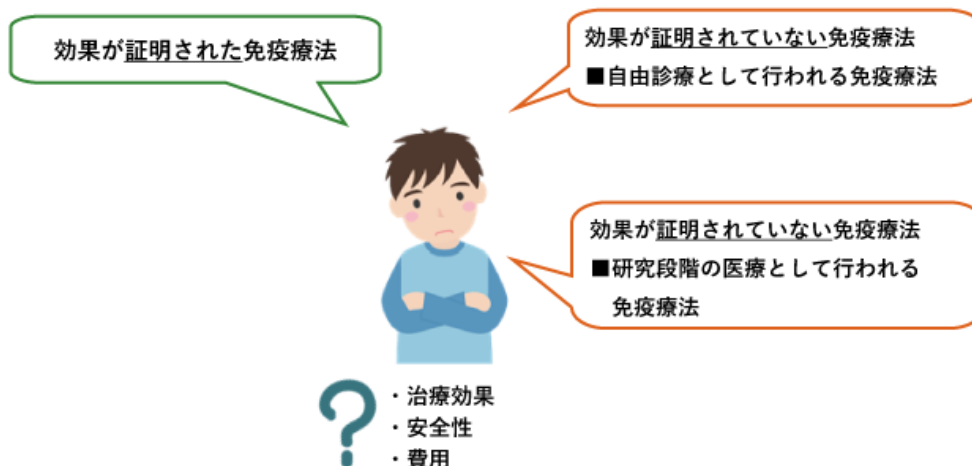 効果が証明された免疫療法
効果が証明されていない免疫療法
■自由診療として行われる免疫療法
効果が証明されていない免疫療法
■研究段階の医療として行われる
免疫療法
?
・治療効果
・安全性
・費用